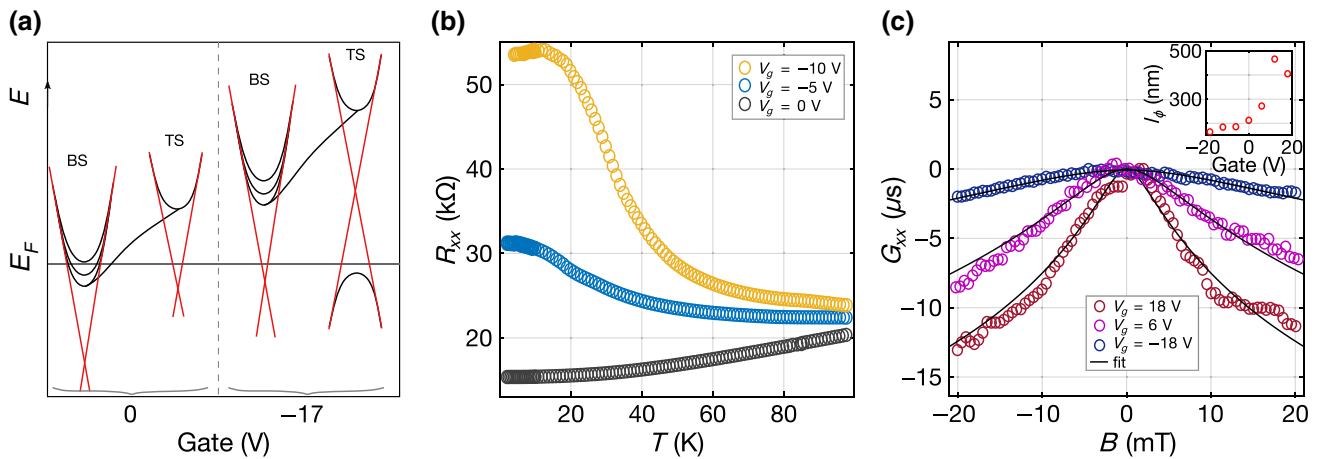 (a)
TS
BS
BS
TS
E
E_F
0
−17
Gate (V)
(b)
V_g = −10 V
V_g = −5 V
V_g = 0 V
50
40
30
20
R_xx (kΩ)
20
40
60
80
T (K)
(c)
500
300
l_ϕ (nm)
−20
0
20
Gate (V)
5
0
−5
−10
−15
G_xx (µs)
V_g = 18 V
V_g = 6 V
V_g = −18 V
fit
−20
−10
0
10
20
B (mT)